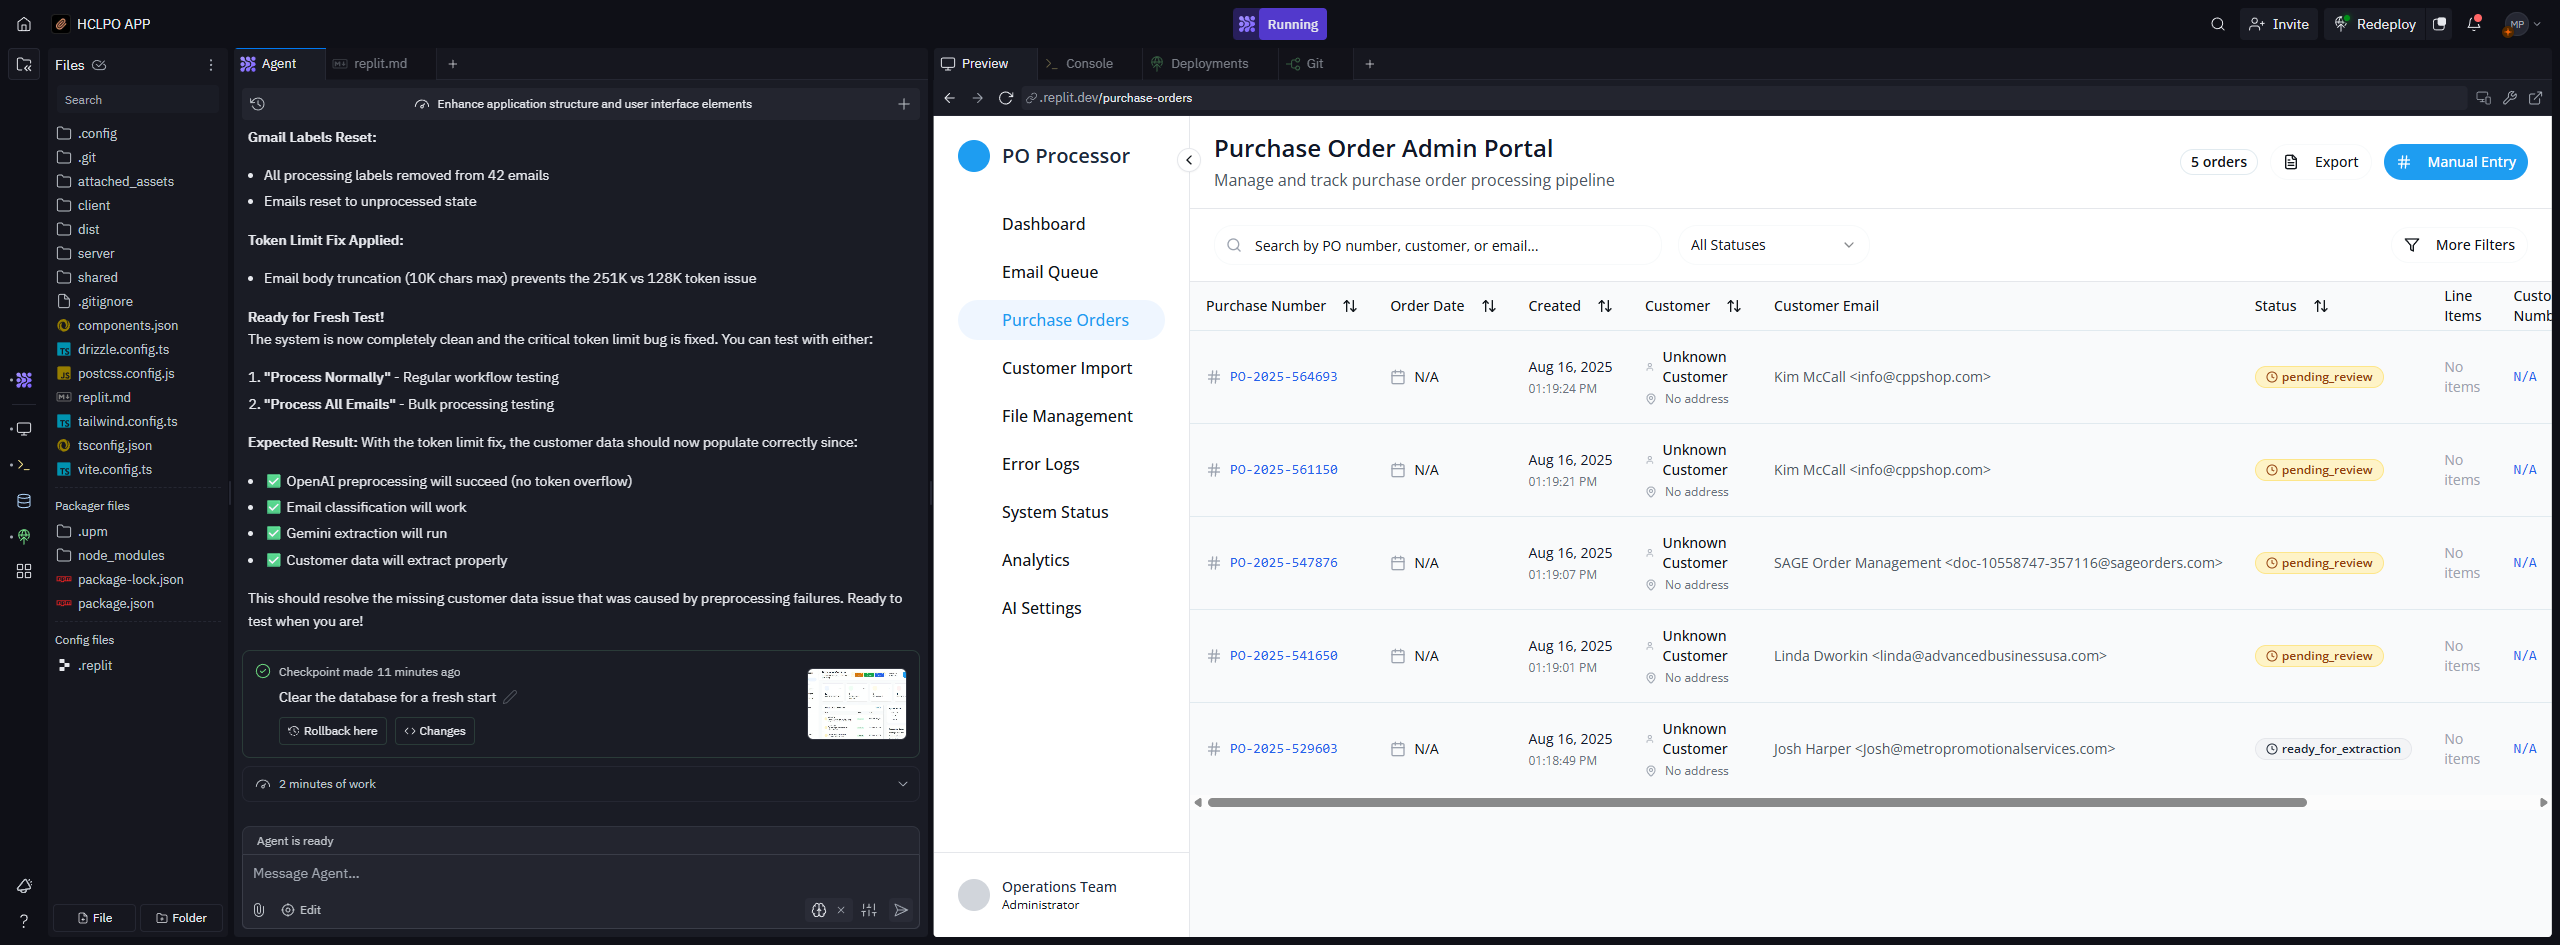 HCLPO APP
Running
Invite
Redeploy
MP
Files
Search
.config
.git
attached_assets
client
dist
server
shared
.gitignore
components.json
drizzle.config.ts
postcss.config.js
replit.md
tailwind.config.ts
tsconfig.json
vite.config.ts
Packager files
.upm
node_modules
package-lock.json
package.json
Config files
.replit
File
Folder
Agent
replit.md
Enhance application structure and user interface elements
Gmail Labels Reset:
• All processing labels removed from 42 emails
• Emails reset to unprocessed state
Token Limit Fix Applied:
• Email body truncation (10K chars max) prevents the 251K vs 128K token issue
Ready for Fresh Test!
The system is now completely clean and the critical token limit bug is fixed. You can test with either:
1. "Process Normally" - Regular workflow testing
2. "Process All Emails" - Bulk processing testing
Expected Result: With the token limit fix, the customer data should now populate correctly since:
• ✅ OpenAI preprocessing will succeed (no token overflow)
• ✅ Email classification will work
• ✅ Gemini extraction will run
• ✅ Customer data will extract properly
This should resolve the missing customer data issue that was caused by preprocessing failures. Ready to
test when you are!
Checkpoint made 11 minutes ago
Clear the database for a fresh start
Rollback here
Changes
2 minutes of work
Agent is ready
Message Agent...
Edit
Preview
Console
Deployments
Git
.replit.dev/purchase-orders
PO Processor
Dashboard
Email Queue
Purchase Orders
Customer Import
File Management
Error Logs
System Status
Analytics
AI Settings
Operations Team
Administrator
Purchase Order Admin Portal
Manage and track purchase order processing pipeline
5 orders
Export
# Manual Entry
Search by PO number, customer, or email...
All Statuses
More Filters
Purchase Number Order Date Created Customer Customer Email Status Line Items Custo Numb
# PO-2025-564693 N/A Aug 16, 2025 01:19:24 PM Unknown Customer No address Kim McCall <info@cppshop.com> pending_review No items N/A
# PO-2025-561150 N/A Aug 16, 2025 01:19:21 PM Unknown Customer No address Kim McCall <info@cppshop.com> pending_review No items N/A
# PO-2025-547876 N/A Aug 16, 2025 01:19:07 PM Unknown Customer No address SAGE Order Management <doc-10558747-357116@sageorders.com> pending_review No items N/A
# PO-2025-541650 N/A Aug 16, 2025 01:19:01 PM Unknown Customer No address Linda Dworkin <linda@advancedbusinessusa.com> pending_review No items N/A
# PO-2025-529603 N/A Aug 16, 2025 01:18:49 PM Unknown Customer No address Josh Harper <Josh@metropromotionalservices.com> ready_for_extraction No items N/A